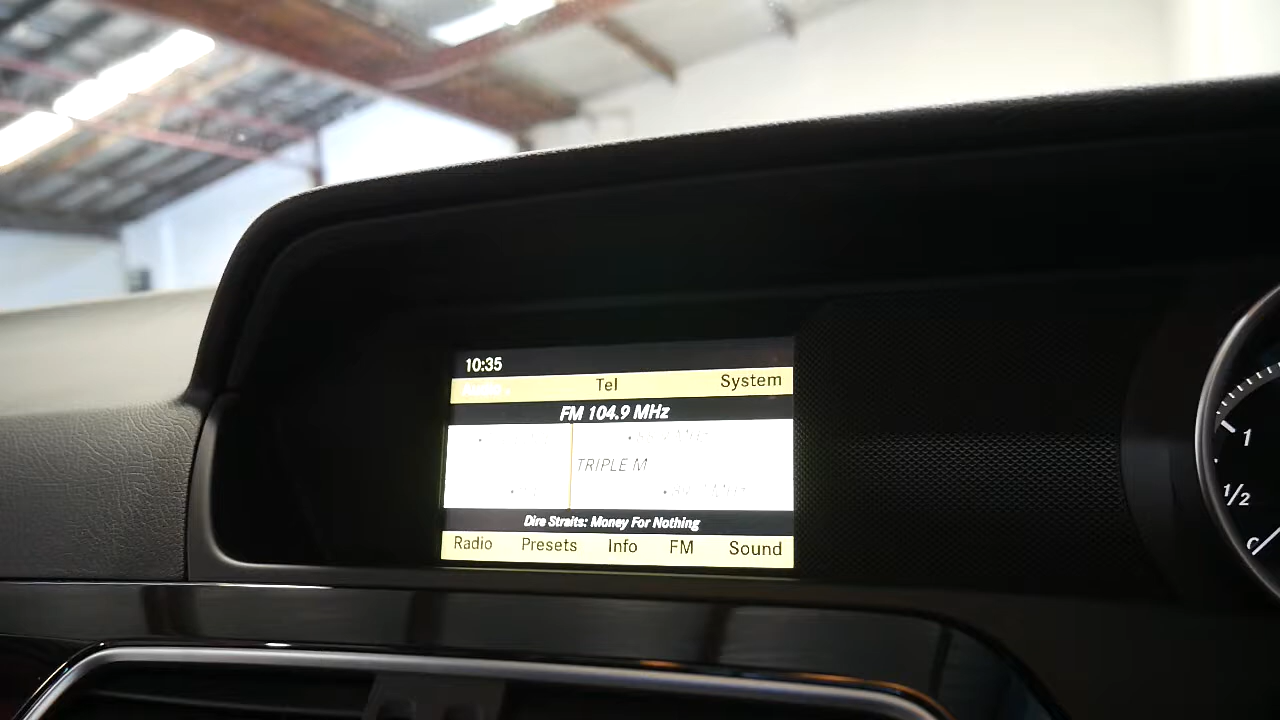 10:35
Tel System
FM 104.9 MHz
TRIPLE M
Dire Straits: Money For Nothing
Radio Presets Info FM Sound
1
1/2